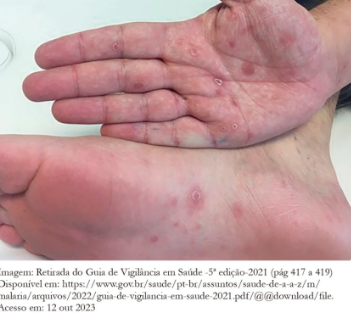 Imagem: Retirada do Guia de Vigilância em Saúde -5ª edição-2021 (pág 417 a 419)
Disponível em: https://www.gov.br/saude/pt-br/assuntos/saude-de-a-a-z/m/
malaria/arquivos/2022/guia-de-vigilancia-em-saude-2021.pdf/@@download/file.
Acesso em: 12 out 2023